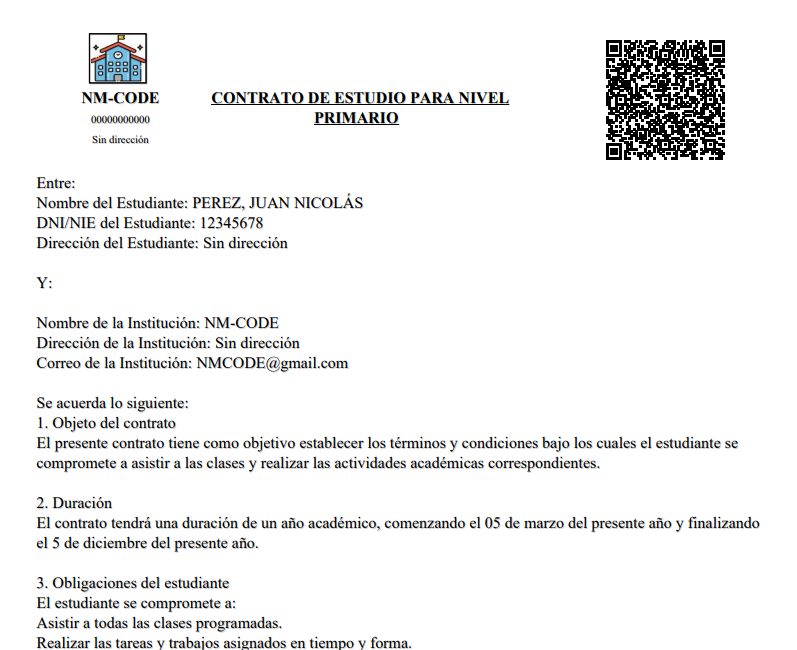 NM-CODE
00000000000
Sin dirección
CONTRATO DE ESTUDIO PARA NIVEL
PRIMARIO
Entre:
Nombre del Estudiante: PEREZ, JUAN NICOLÁS
DNI/NIE del Estudiante: 12345678
Dirección del Estudiante: Sin dirección
Y:
Nombre de la Institución: NM-CODE
Dirección de la Institución: Sin dirección
Correo de la Institución: NMCODE@gmail.com
Se acuerda lo siguiente:
1. Objeto del contrato
El presente contrato tiene como objetivo establecer los términos y condiciones bajo los cuales el estudiante se
compromete a asistir a las clases y realizar las actividades académicas correspondientes.
2. Duración
El contrato tendrá una duración de un año académico, comenzando el 05 de marzo del presente año y finalizando
el 5 de diciembre del presente año.
3. Obligaciones del estudiante
El estudiante se compromete a:
Asistir a todas las clases programadas.
Realizar las tareas y trabajos asignados en tiempo y forma.